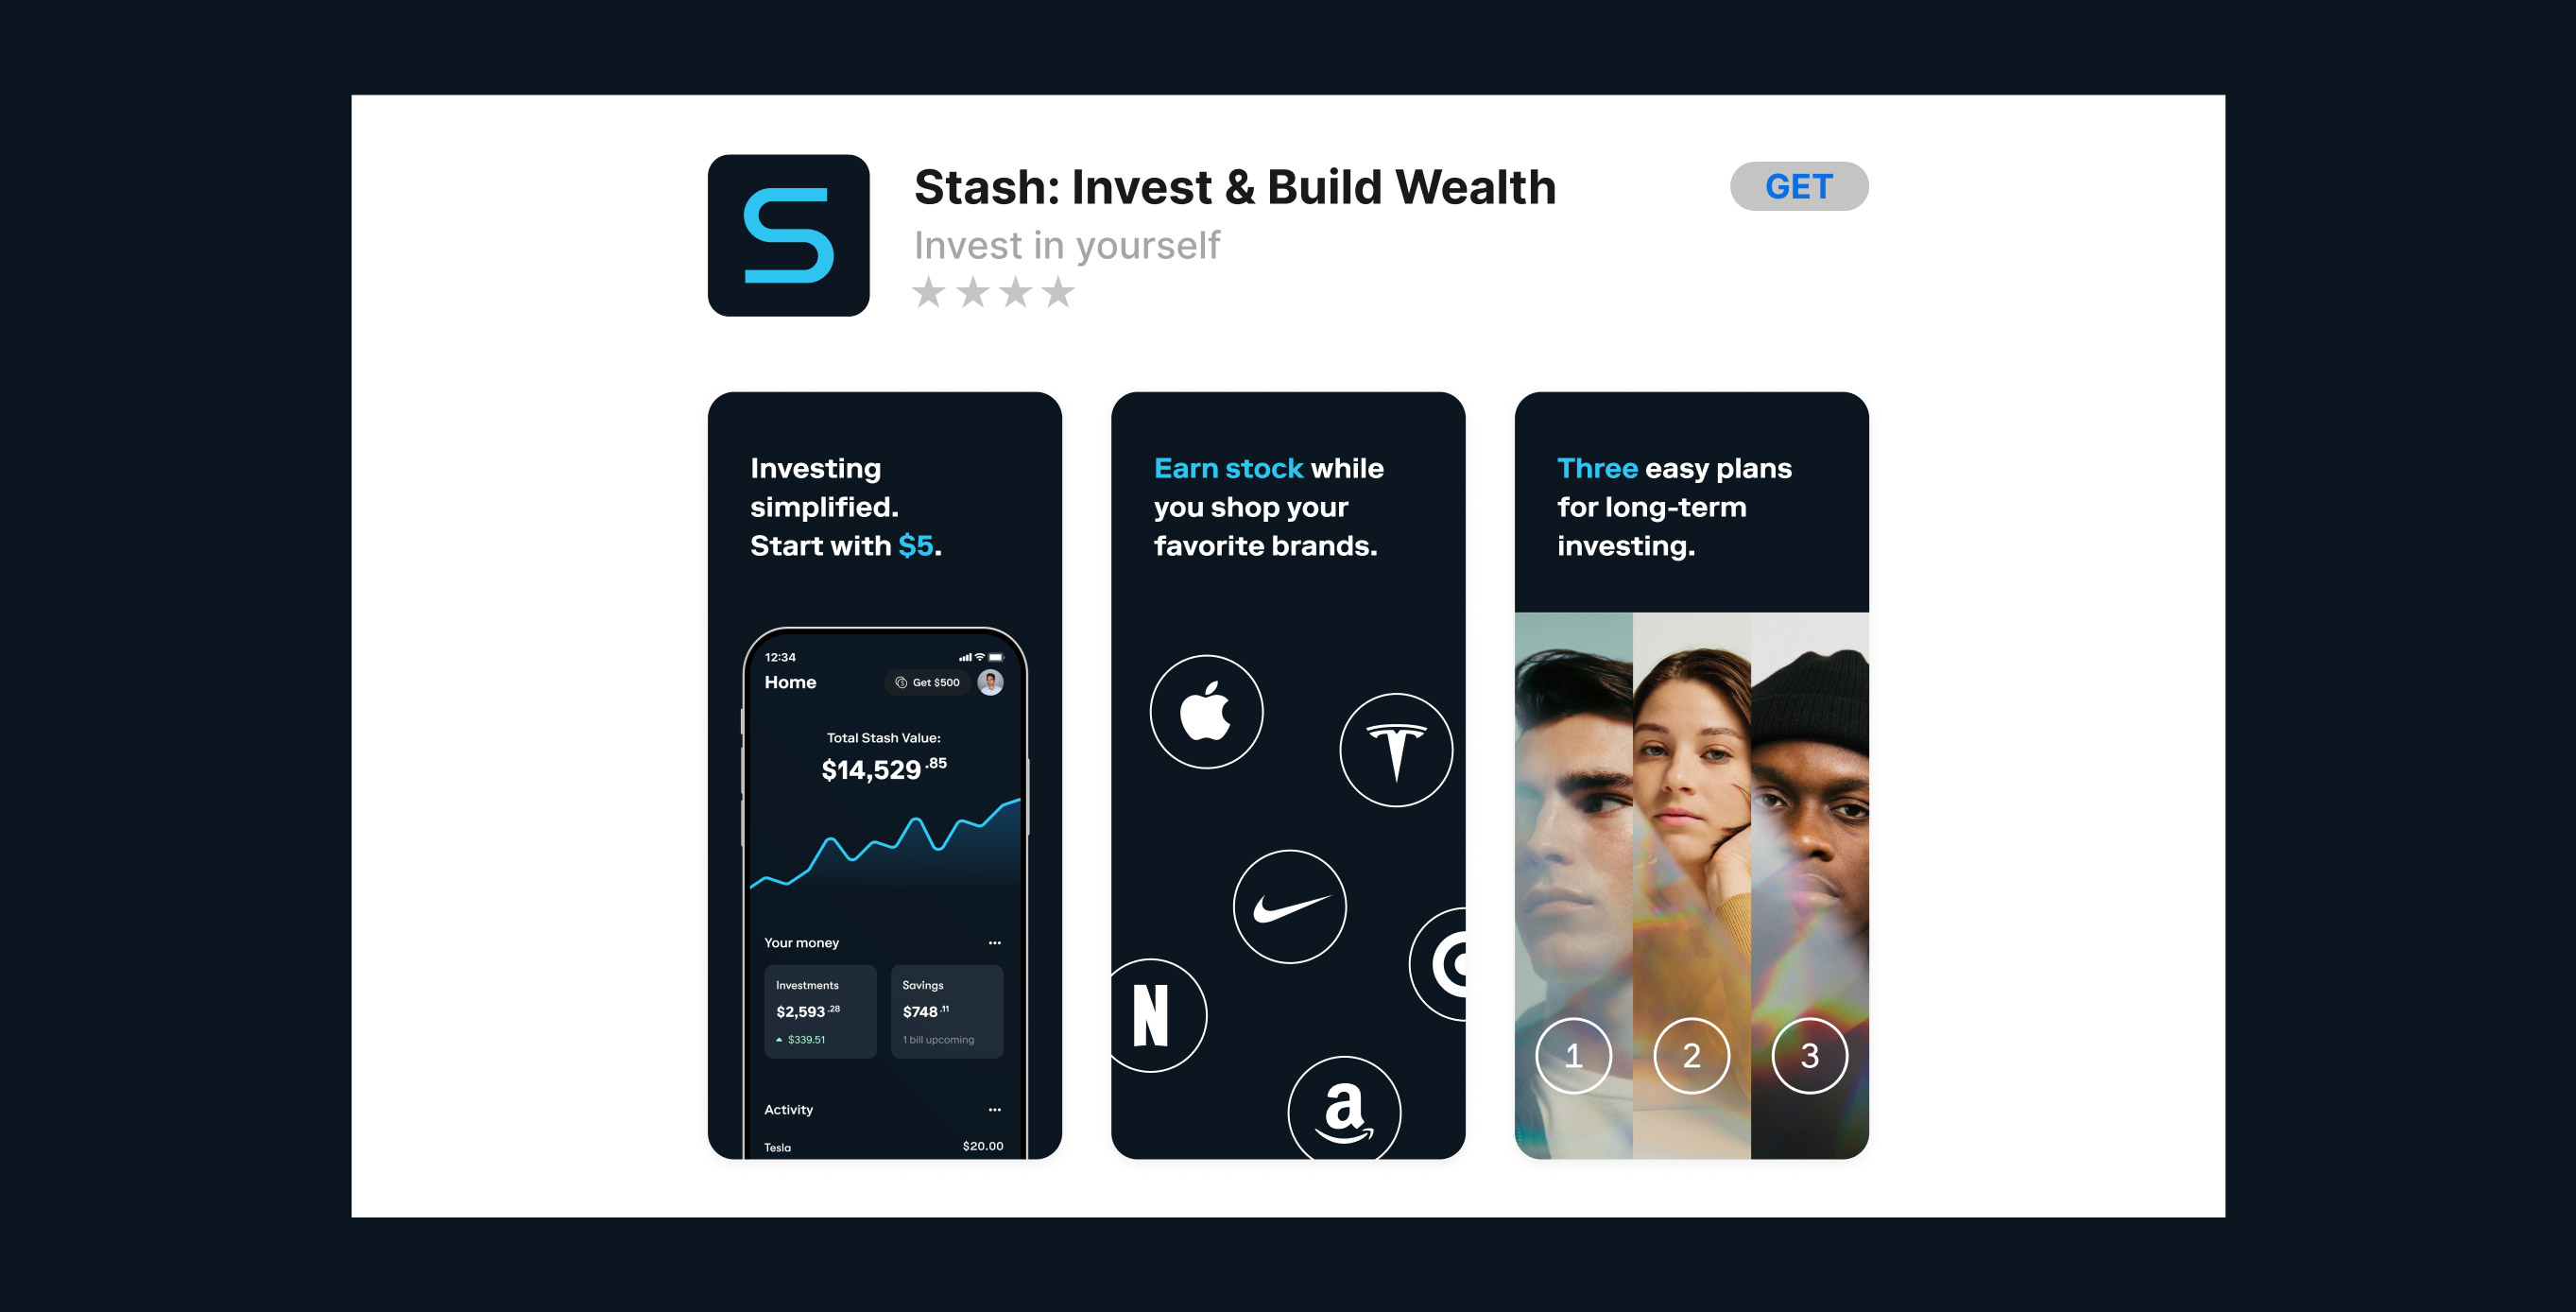 S
Stash: Invest & Build Wealth
GET
Invest in yourself
Investing
simplified.
Start with $5.
12:34
Home
Get $500
Total Stash Value:
$14,529.85
Your money
Investments
$2,593.28
$339.51
Savings
$748.11
1 bill upcoming
Activity
Tesla
$20.00
Earn stock while
you shop your
favorite brands.
T
N
a
Three easy plans
for long-term
investing.
1
2
3